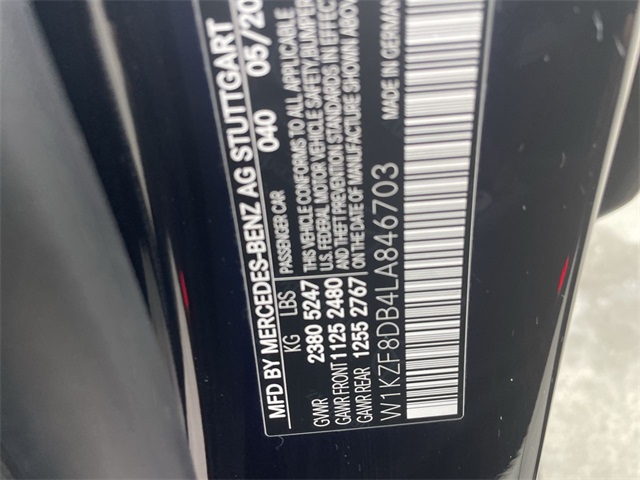 MFD BY MERCEDES-BENZ AG STUTTGART
040 05/20
KG LBS
PASSENGER CAR
GVWR 2380 5247
GAWR FRONT 1125 2480
GAWR REAR 1255 2767
THIS VEHICLE CONFORMS TO ALL APPLICABLE
U.S. FEDERAL MOTOR VEHICLE SAFETY, BUMPER
AND THEFT PREVENTION STANDARDS IN EFFECT ON
THE DATE OF MANUFACTURE SHOWN ABOVE
W1KZF8DB4LA846703
MADE IN GERMANY